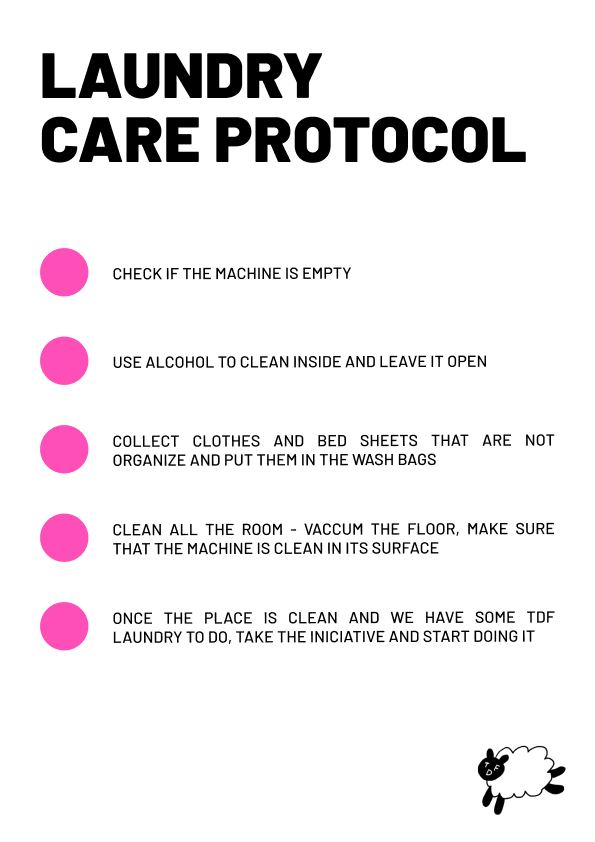 LAUNDRY
CARE PROTOCOL
CHECK IF THE MACHINE IS EMPTY
USE ALCOHOL TO CLEAN INSIDE AND LEAVE IT OPEN
COLLECT CLOTHES AND BED SHEETS THAT ARE NOT
ORGANIZE AND PUT THEM IN THE WASH BAGS
CLEAN ALL THE ROOM - VACCUM THE FLOOR, MAKE SURE
THAT THE MACHINE IS CLEAN IN ITS SURFACE
ONCE THE PLACE IS CLEAN AND WE HAVE SOME TDF
LAUNDRY TO DO, TAKE THE INICIATIVE AND START DOING IT
TDF